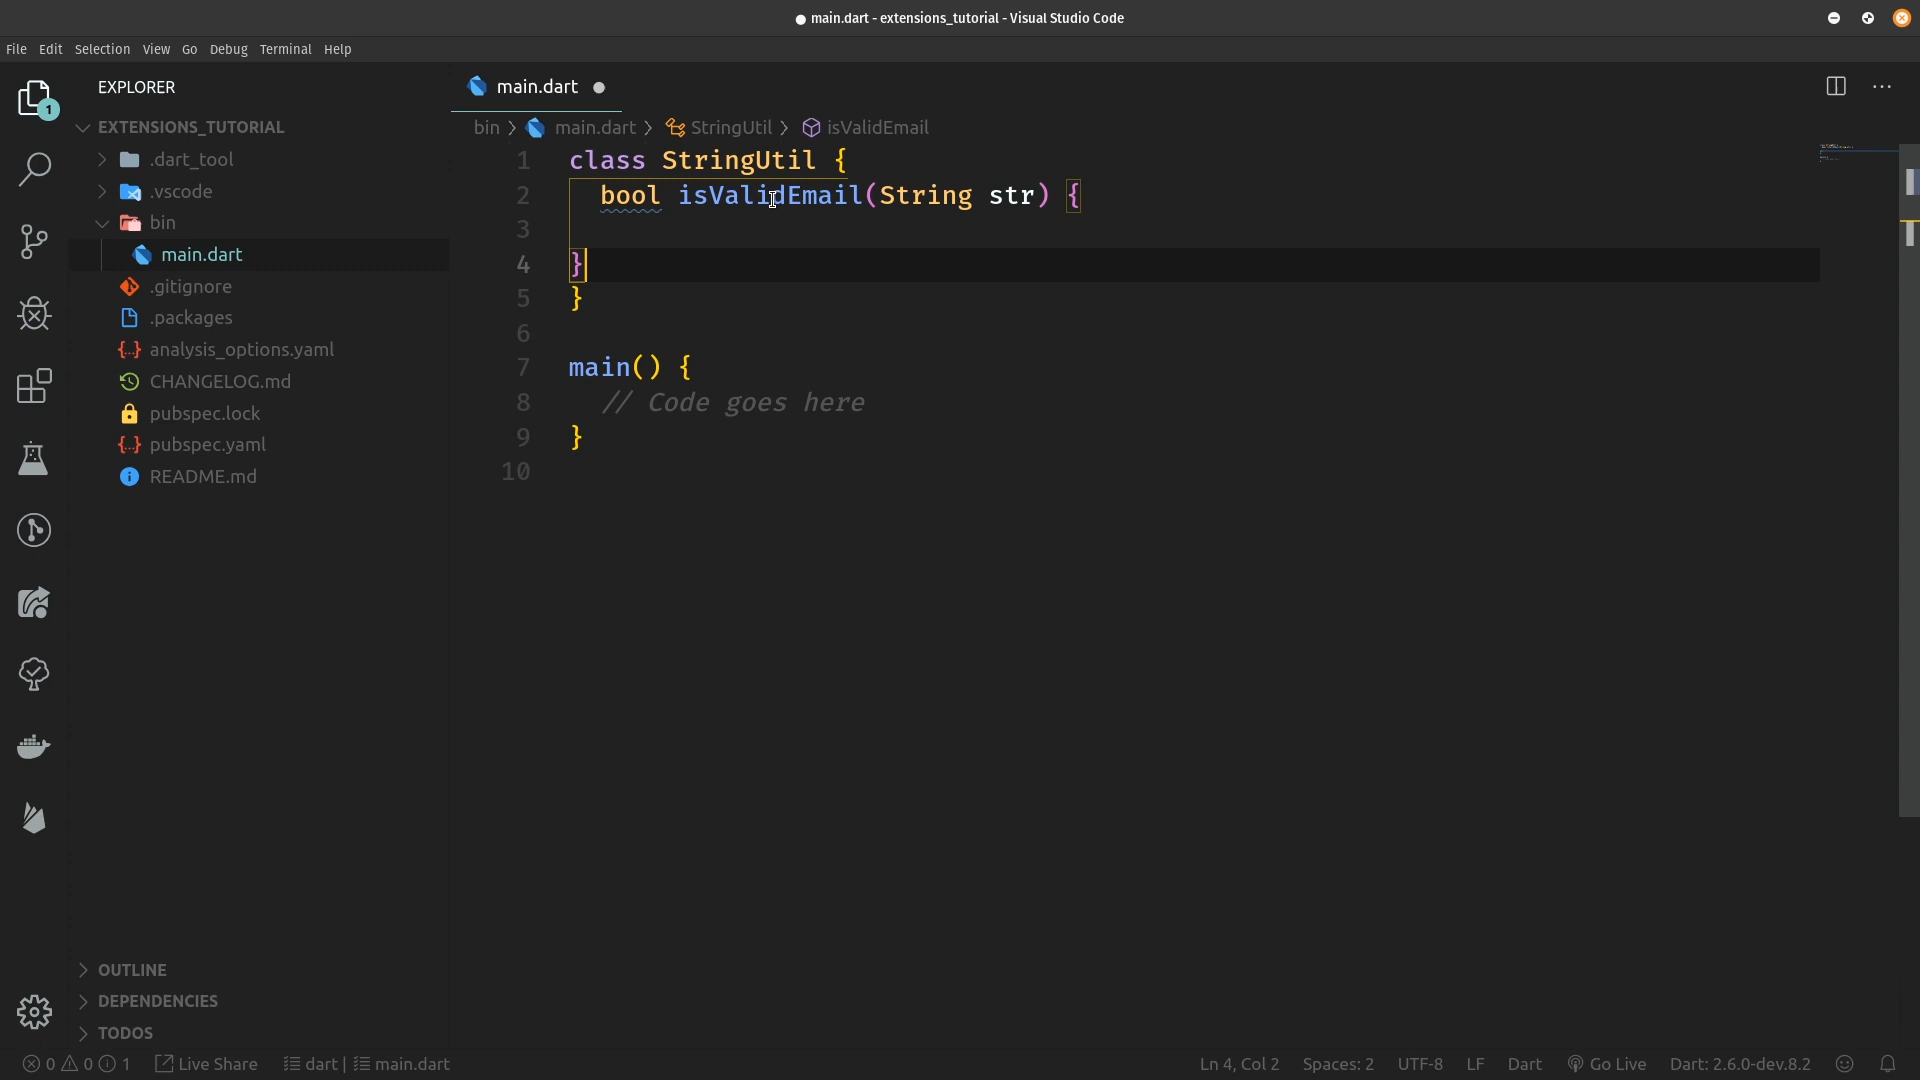 main.dart - extensions_tutorial - Visual Studio Code
File Edit Selection View Go Debug Terminal Help
1
EXPLORER
EXTENSIONS_TUTORIAL
.dart_tool
.vscode
bin
main.dart
.gitignore
.packages
analysis_options.yaml
CHANGELOG.md
pubspec.lock
pubspec.yaml
README.md
OUTLINE
DEPENDENCIES
TODOS
main.dart
bin > main.dart > StringUtil > isValidEmail
1 class StringUtil {
2 bool isValidEmail(String str) {
3
4 }
5 }
6
7 main() {
8 // Code goes here
9 }
10
0 0 1 Live Share dart | main.dart Ln 4, Col 2 Spaces: 2 UTF-8 LF Dart Go Live Dart: 2.6.0-dev.8.2